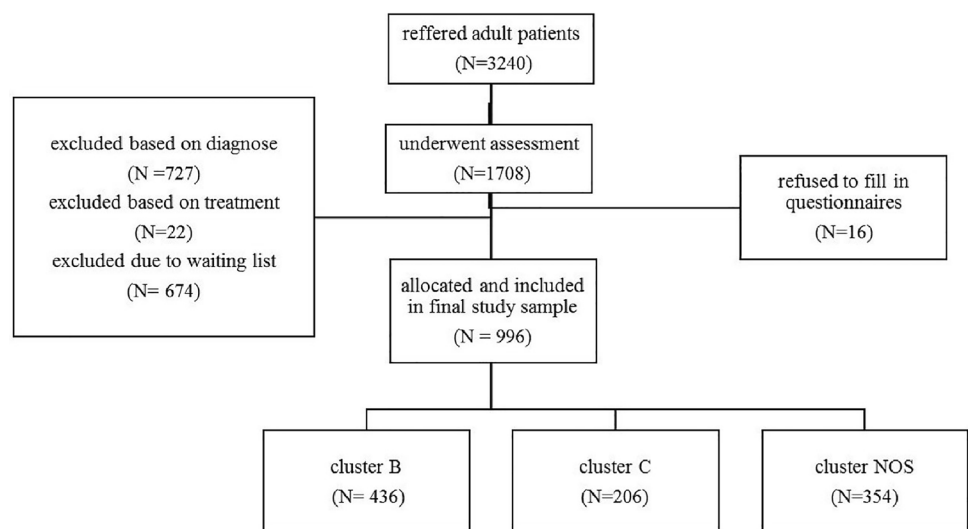 reffered adult patients
(N=3240)
underwent assessment
(N=1708)
excluded based on diagnose
(N =727)
excluded based on treatment
(N=22)
excluded due to waiting list
(N= 674)
refused to fill in
questionnaires
(N=16)
allocated and included
in final study sample
(N = 996)
cluster B
(N= 436)
cluster C
(N=206)
cluster NOS
(N=354)